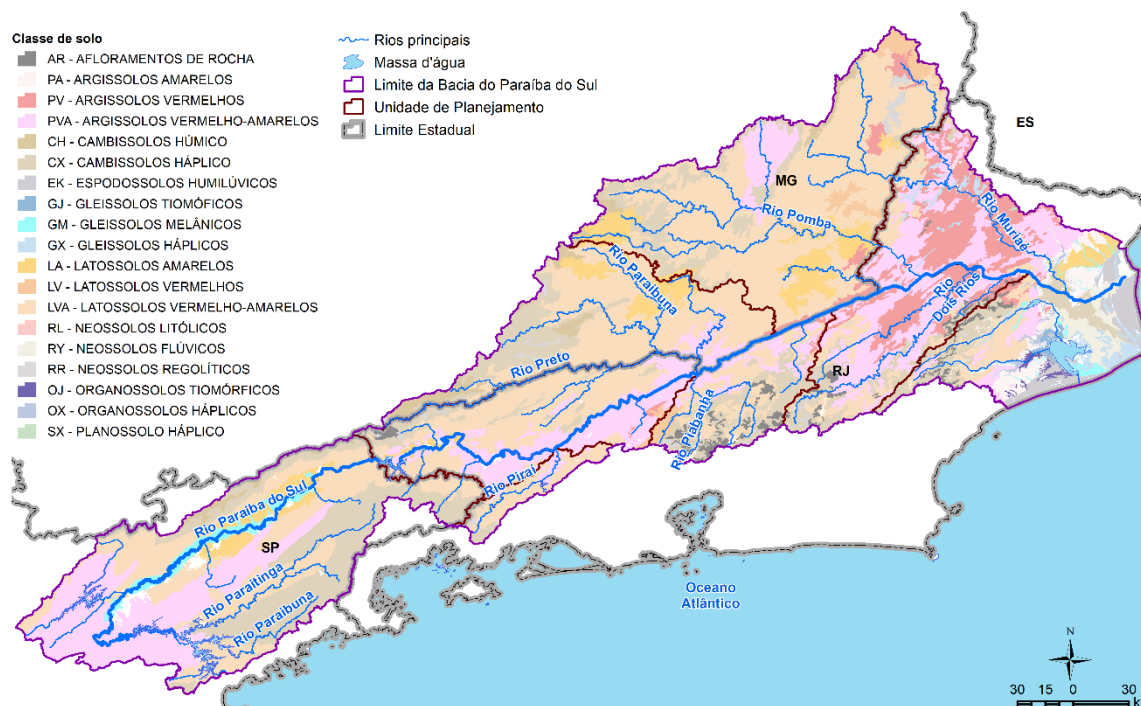 Classe de solo
AR - AFLORAMENTOS DE ROCHA
PA - ARGISSOLOS AMARELOS
PV - ARGISSOLOS VERMELHOS
PVA - ARGISSOLOS VERMELHO-AMARELOS
CH - CAMBISSOLOS HÚMICO
CX - CAMBISSOLOS HÁPLICO
EK - ESPODOSSOLOS HUMILÚVICOS
GJ - GLEISSOLOS TIOMÓFICOS
GM - GLEISSOLOS MELÂNICOS
GX - GLEISSOLOS HÁPLICOS
LA - LATOSSOLOS AMARELOS
LV - LATOSSOLOS VERMELHOS
LVA - LATOSSOLOS VERMELHO-AMARELOS
RL - NEOSSOLOS LITÓLICOS
RY - NEOSSOLOS FLÚVICOS
RR - NEOSSOLOS REGOLÍTICOS
OJ - ORGANOSSOLOS TIOMÓRFICOS
OX - ORGANOSSOLOS HÁPLICOS
SX - PLANOSSOLO HÁPLICO
Rios principais
Massa d'água
Limite da Bacia do Paraíba do Sul
Unidade de Planejamento
Limite Estadual
ES
MG
Rio Pomba
Rio Muriaé
Rio Paraibuna
Rio
Dois Rios
Rio Preto
RJ
Rio Piabanha
Rio Piraí
Rio Paraíba do Sul
SP
Rio Paraitinga
Rio Paraibuna
Oceano
Atlântico
N
30 15 0 30
k